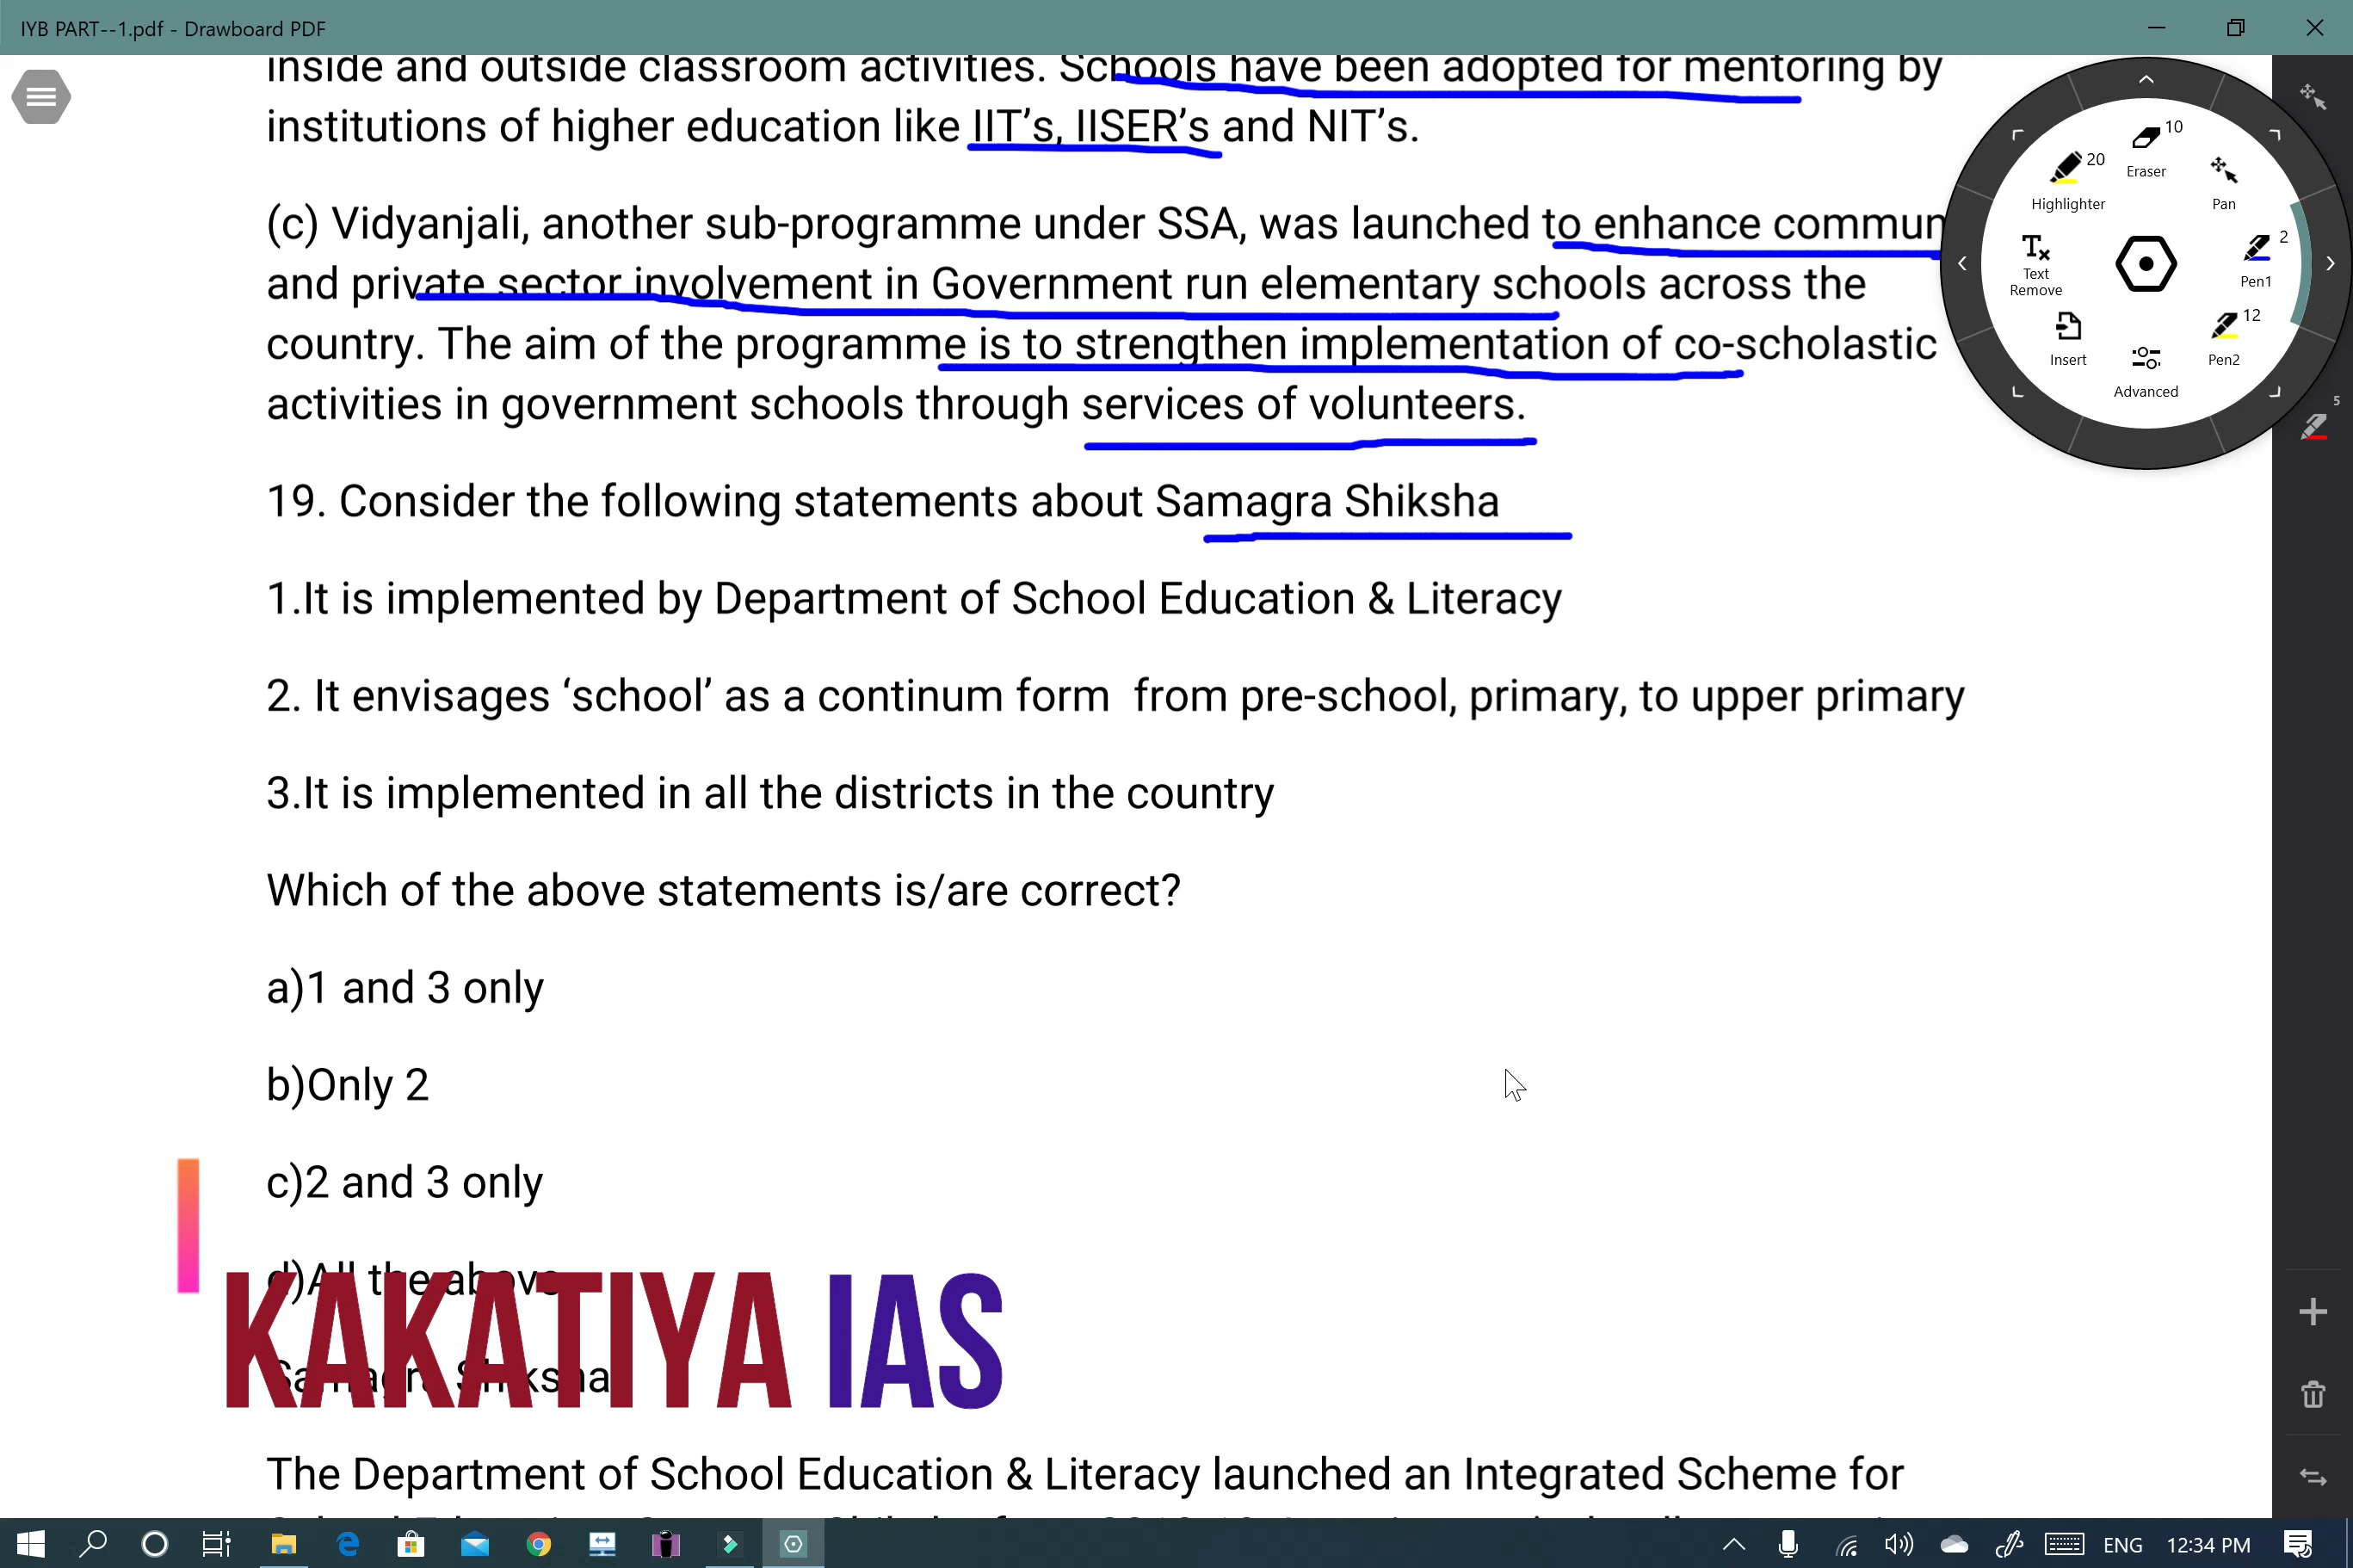 IYB PART--1.pdf - Drawboard PDF
inside and outside classroom activities. Schools have been adopted for mentoring by
institutions of higher education like IIT's, IISER's and NIT's.
(c) Vidyanjali, another sub-programme under SSA, was launched to enhance commun
and private sector involvement in Government run elementary schools across the
country. The aim of the programme is to strengthen implementation of co-scholastic
activities in government schools through services of volunteers.
19. Consider the following statements about Samagra Shiksha
1.It is implemented by Department of School Education & Literacy
2. It envisages ‘school’ as a continum form from pre-school, primary, to upper primary
3.It is implemented in all the districts in the country
Which of the above statements is/are correct?
a)1 and 3 only
b)Only 2
c)2 and 3 only
d)All the above
KAKATIYA IAS
Samagra Shiksha
The Department of School Education & Literacy launched an Integrated Scheme for
10
Eraser
20
Highlighter
Pan
Text
Remove
2
Pen1
Insert
12
Pen2
Advanced
5
ENG
12:34 PM